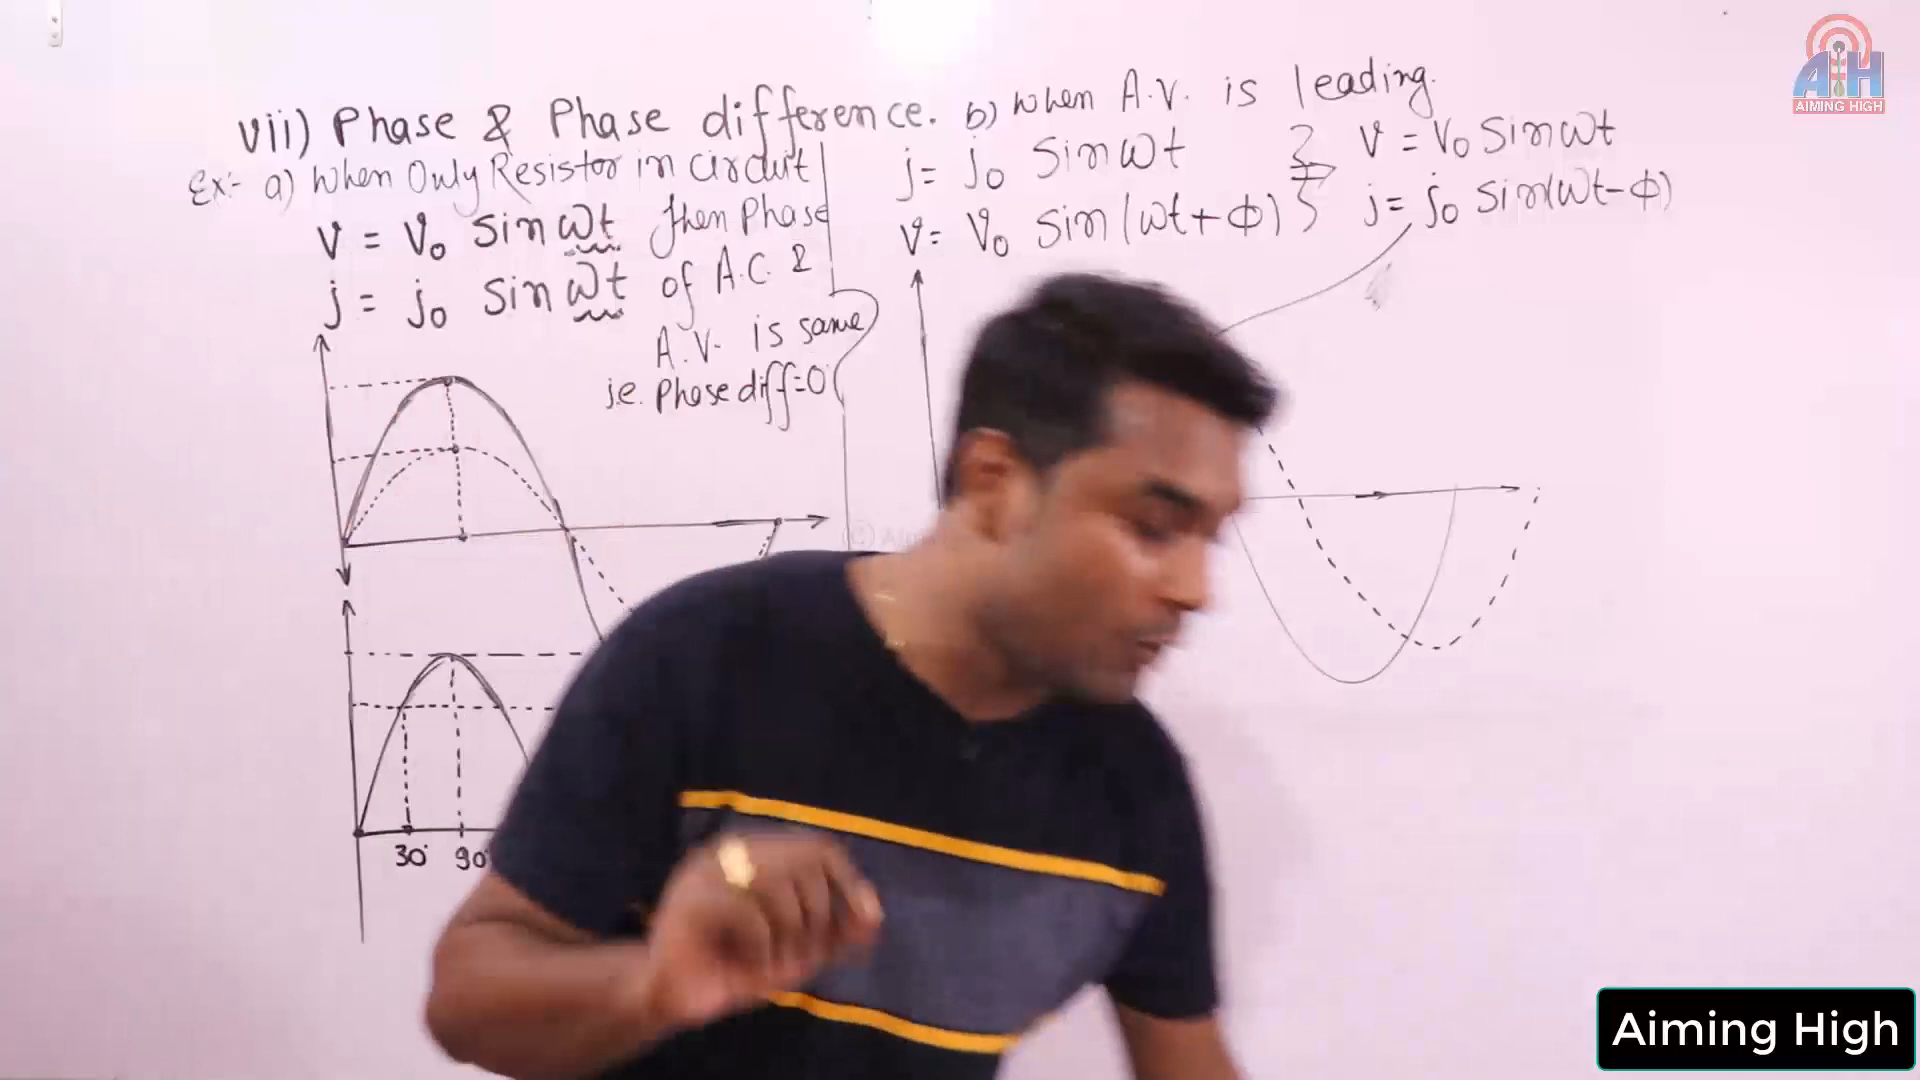 vii) Phase & Phase difference.
Ex:- a) When Only Resistor in circuit
V = V₀ sin ωt then Phase
j = j₀ sin ωt of A.C. &
A.V. is same
i.e. Phase diff=0
b) When A.V. is leading.
j= j₀ Sin ωt
V= V₀ Sin (ωt+ Φ)
V = V₀ Sin ωt
j= j₀ Sin(ωt-Φ)
30° 90°
AH
AIMING HIGH
Aiming High